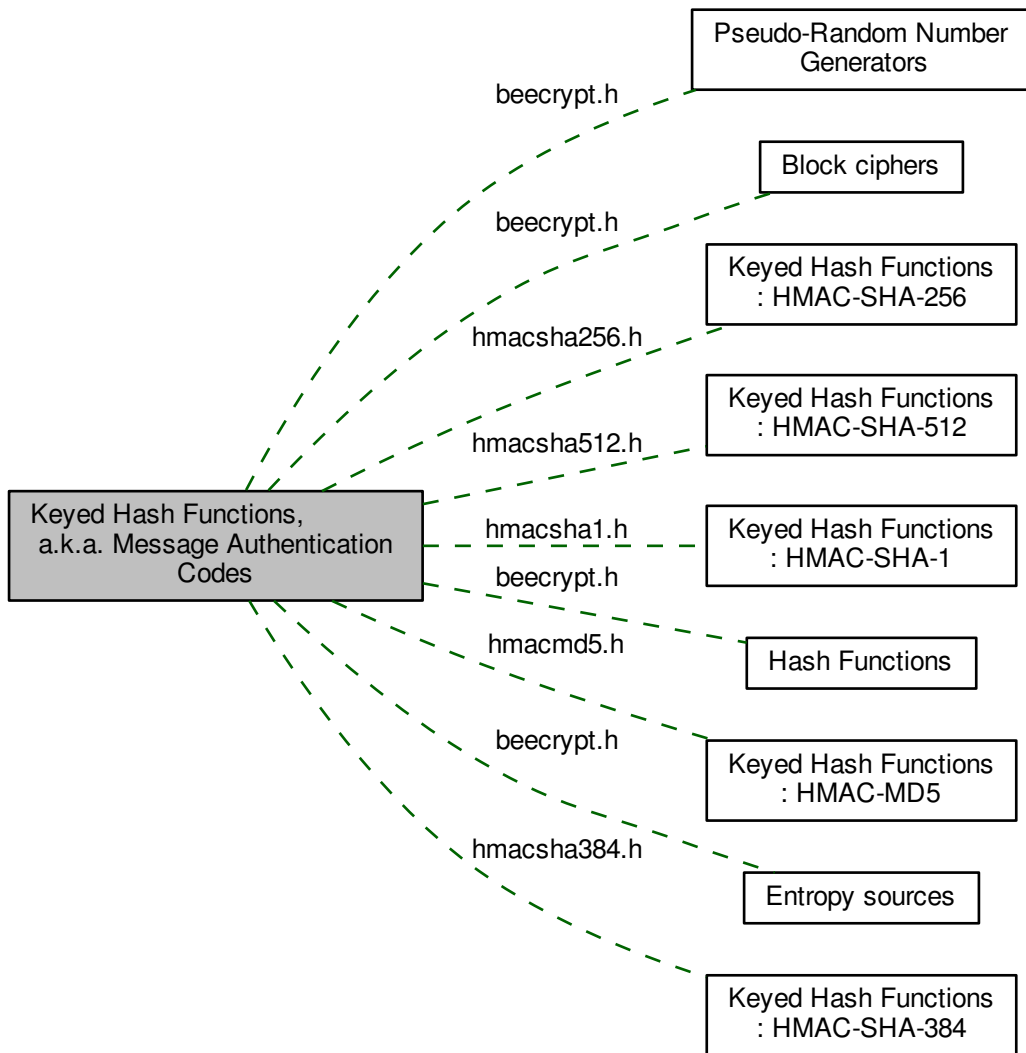 Pseudo-Random Number
Generators
beecrypt.h
Block ciphers
beecrypt.h
Keyed Hash Functions
: HMAC-SHA-256
hmacsha256.h
Keyed Hash Functions
: HMAC-SHA-512
hmacsha512.h
Keyed Hash Functions,
a.k.a. Message Authentication
Codes
hmacsha1.h
Keyed Hash Functions
: HMAC-SHA-1
beecrypt.h
Hash Functions
hmacmd5.h
Keyed Hash Functions
: HMAC-MD5
beecrypt.h
Entropy sources
hmacsha384.h
Keyed Hash Functions
: HMAC-SHA-384